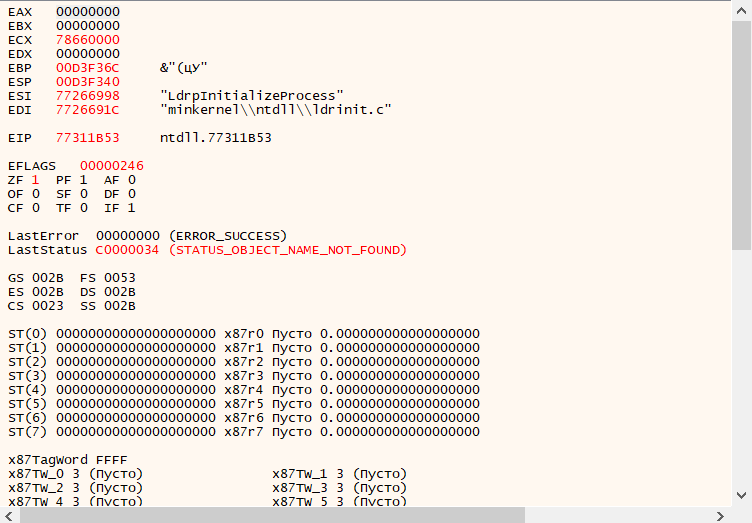 EAX 00000000
EBX 00000000
ECX 78660000
EDX 00000000
EBP 00D3F36C &"(цУ"
ESP 00D3F340
ESI 77266998 "LdrpInitializeProcess"
EDI 7726691C "minkernel\\ntdll\\ldrinit.c"
EIP 77311B53 ntdll.77311B53
EFLAGS 00000246
ZF 1 PF 1 AF 0
OF 0 SF 0 DF 0
CF 0 TF 0 IF 1
LastError 00000000 (ERROR_SUCCESS)
LastStatus C0000034 (STATUS_OBJECT_NAME_NOT_FOUND)
GS 002B FS 0053
ES 002B DS 002B
CS 0023 SS 002B
ST(0) 00000000000000000000 x87r0 Пусто 0.000000000000000000
ST(1) 00000000000000000000 x87r1 Пусто 0.000000000000000000
ST(2) 00000000000000000000 x87r2 Пусто 0.000000000000000000
ST(3) 00000000000000000000 x87r3 Пусто 0.000000000000000000
ST(4) 00000000000000000000 x87r4 Пусто 0.000000000000000000
ST(5) 00000000000000000000 x87r5 Пусто 0.000000000000000000
ST(6) 00000000000000000000 x87r6 Пусто 0.000000000000000000
ST(7) 00000000000000000000 x87r7 Пусто 0.000000000000000000
x87TagWord FFFF
x87TW_0 3 (Пусто) x87TW_1 3 (Пусто)
x87TW_2 3 (Пусто) x87TW_3 3 (Пусто)
x87TW_4 3 (Пусто) x87TW_5 3 (Пусто)